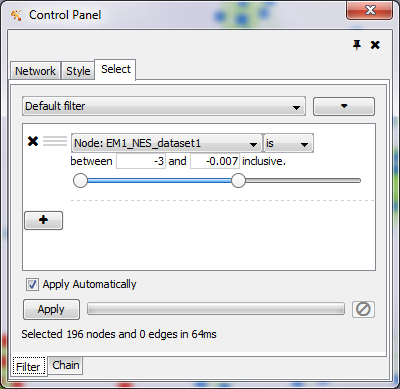 Control Panel
Network Style Select
Default filter
Node: EM1_NES_dataset1 is
between -3 and -0.007 inclusive.
Apply Automatically
Apply
Selected 196 nodes and 0 edges in 64ms
Filter Chain